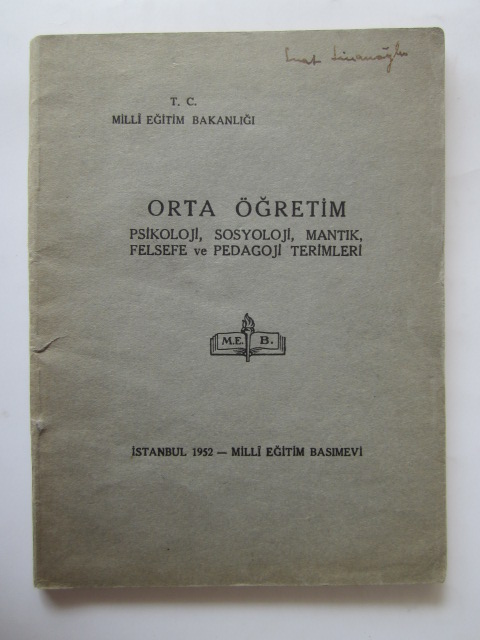 Sinanoğlu
T. C.
MİLLÎ EĞİTİM BAKANLIĞI
ORTA ÖĞRETİM
PSİKOLOJİ, SOSYOLOJİ, MANTIK,
FELSEFE ve PEDAGOJİ TERİMLERİ
M.E. B.
İSTANBUL 1952 — MİLLÎ EĞİTİM BASIMEVİ